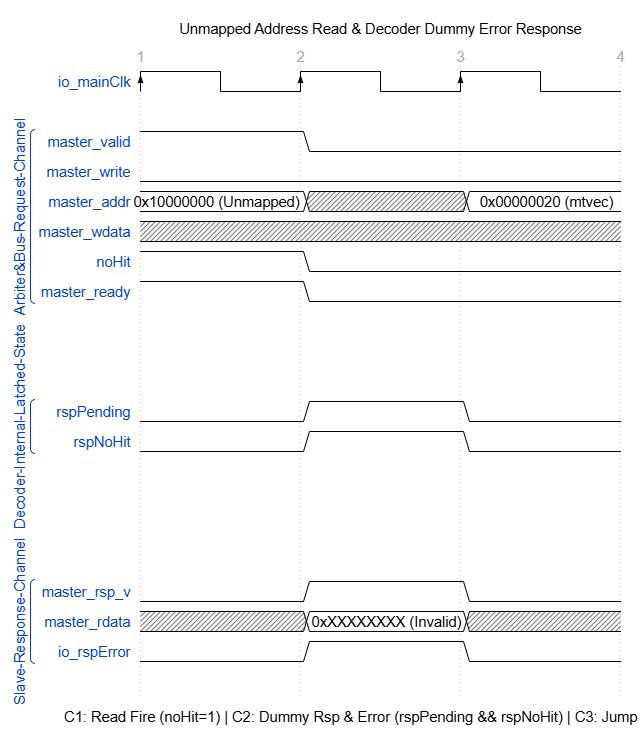 Unmapped Address Read & Decoder Dummy Error Response
1 2 3 4
io_mainClk
Arbiter&Bus-Request-Channel
master_valid
master_write
master_addr 0x10000000 (Unmapped) 0x00000020 (mtvec)
master_wdata
noHit
master_ready
Decoder-Internal-Latched-State
rspPending
rspNoHit
Slave-Response-Channel
master_rsp_v
master_rdata 0xXXXXXXXX (Invalid)
io_rspError
C1: Read Fire (noHit=1) | C2: Dummy Rsp & Error (rspPending && rspNoHit) | C3: Jump